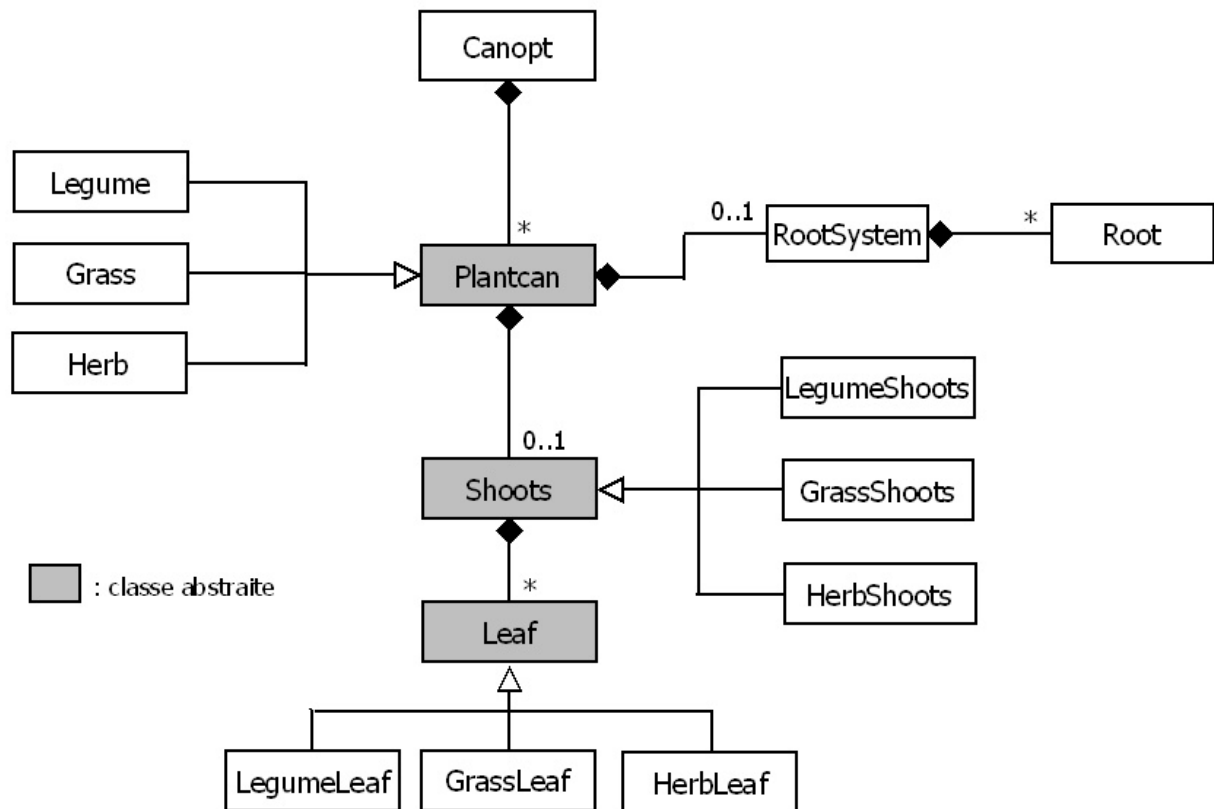 Canopt
Legume
*
0..1
*
RootSystem
Root
Grass
Plantcan
Herb
LegumeShoots
0..1
Shoots
GrassShoots
: classe abstraite
*
HerbShoots
Leaf
LegumeLeaf
GrassLeaf
HerbLeaf